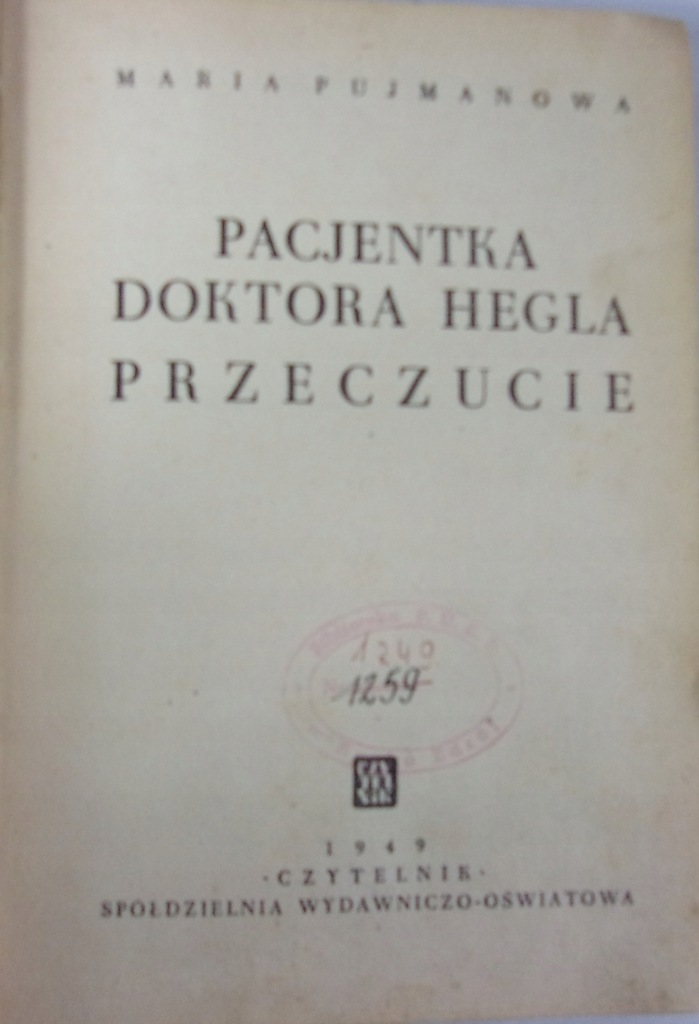 MARIA PUJMANOWA
PACJENTKA
DOKTORA HEGLA
PRZECZUCIE
1240
1259
1949
·CZYTELNIK·
SPÓŁDZIELNIA WYDAWNICZO-OŚWIATOWA